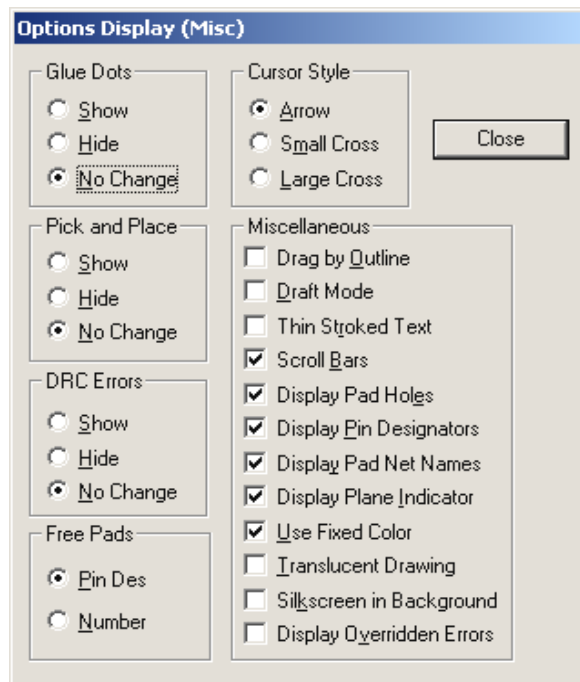 Options Display (Misc)
Glue Dots
Show
Hide
No Change
Pick and Place
Show
Hide
No Change
DRC Errors
Show
Hide
No Change
Free Pads
Pin Des
Number
Cursor Style
Arrow
Small Cross
Large Cross
Close
Miscellaneous
Drag by Outline
Draft Mode
Thin Stroked Text
Scroll Bars
Display Pad Holes
Display Pin Designators
Display Pad Net Names
Display Plane Indicator
Use Fixed Color
Translucent Drawing
Silkscreen in Background
Display Overridden Errors